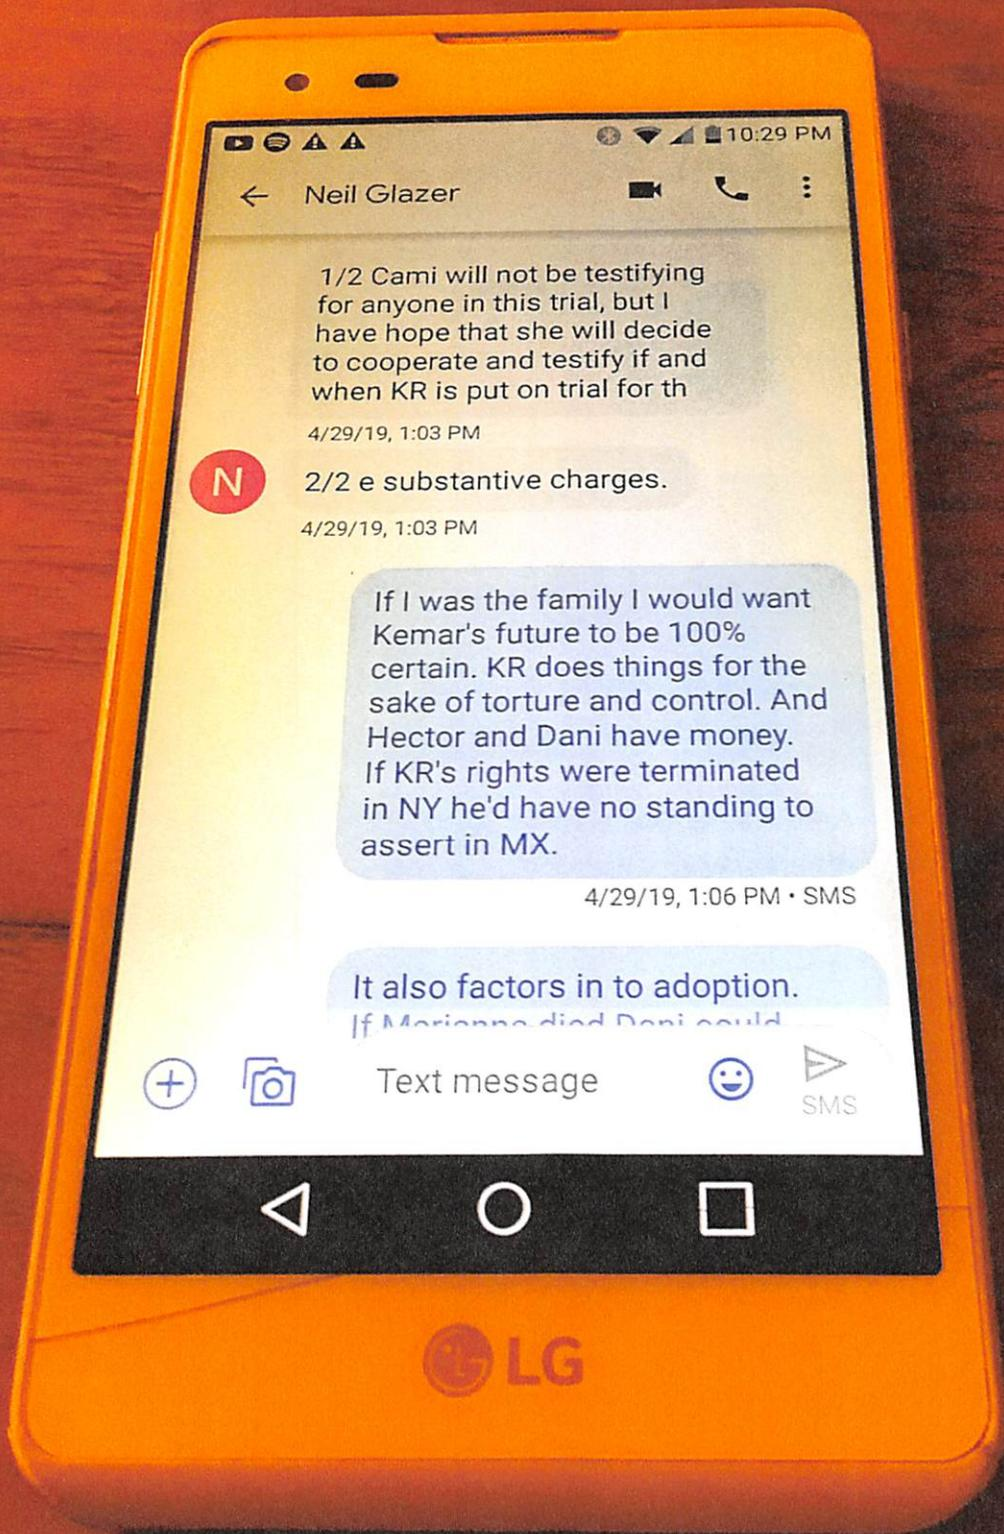 10:29 PM
Neil Glazer
1/2 Cami will not be testifying
for anyone in this trial, but I
have hope that she will decide
to cooperate and testify if and
when KR is put on trial for th
4/29/19, 1:03 PM
N
2/2 e substantive charges.
4/29/19, 1:03 PM
If I was the family I would want
Kemar's future to be 100%
certain. KR does things for the
sake of torture and control. And
Hector and Dani have money.
If KR's rights were terminated
in NY he'd have no standing to
assert in MX.
4/29/19, 1:06 PM • SMS
It also factors in to adoption.
If Marianne died Dani could
Text message
SMS
LG